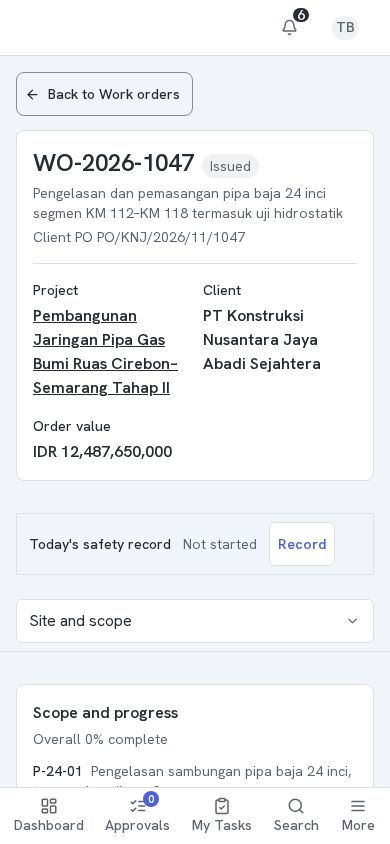 6
TB
Back to Work orders
WO-2026-1047 Issued
Pengelasan dan pemasangan pipa baja 24 inci
segmen KM 112–KM 118 termasuk uji hidrostatik
Client PO PO/KNJ/2026/11/1047
Project
Pembangunan
Jaringan Pipa Gas
Bumi Ruas Cirebon–
Semarang Tahap II
Client
PT Konstruksi
Nusantara Jaya
Abadi Sejahtera
Order value
IDR 12,487,650,000
Today's safety record Not started Record
Site and scope
Scope and progress
Overall 0% complete
P-24-01 Pengelasan sambungan pipa baja 24 inci,
0
Dashboard Approvals My Tasks Search More